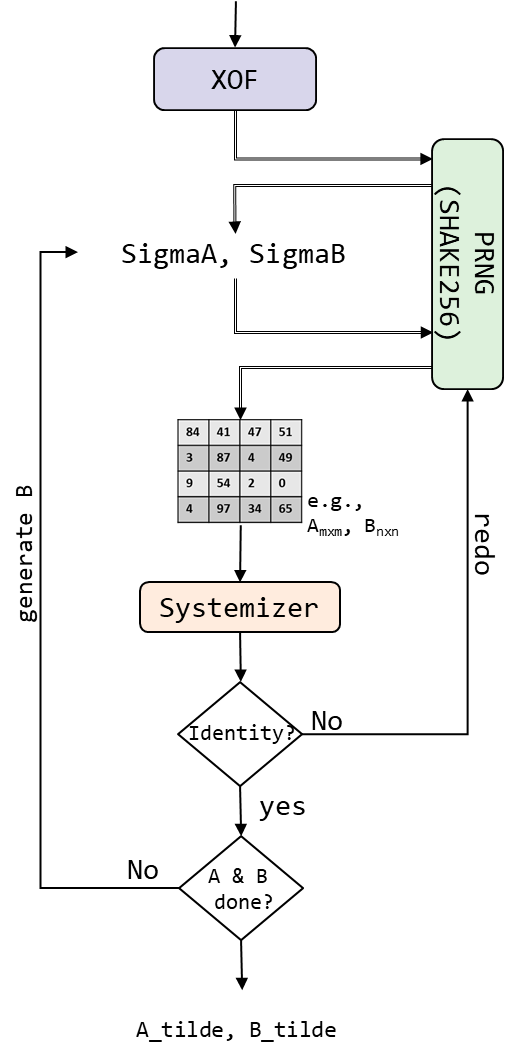 XOF
PRNG
(SHAKE256)
SigmaA, SigmaB
84 41 47 51
3 87 4 49
9 54 2 0
4 97 34 65
e.g.,
Amxm, Bnxn
generate B
redo
Systemizer
Identity?
No
yes
No
A & B
done?
A_tilde, B_tilde